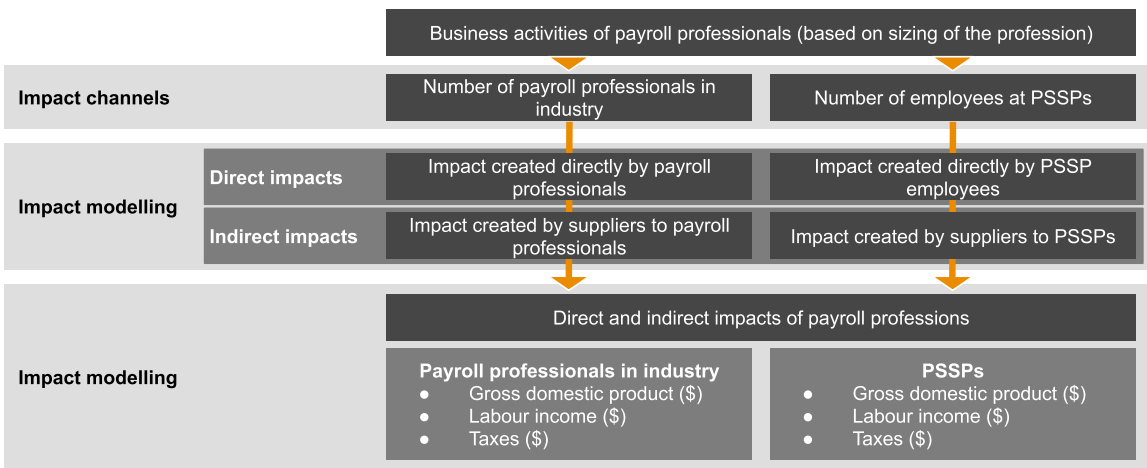 Business activities of payroll professionals (based on sizing of the profession)
Impact channels
Number of payroll professionals in
industry
Number of employees at PSSPs
Impact modelling
Direct impacts
Impact created directly by payroll
professionals
Impact created directly by PSSP
employees
Indirect impacts
Impact created by suppliers to payroll
professionals
Impact created by suppliers to PSSPs
Impact modelling
Direct and indirect impacts of payroll professions
Payroll professionals in industry
● Gross domestic product ($)
● Labour income ($)
● Taxes ($)
PSSPs
● Gross domestic product ($)
● Labour income ($)
● Taxes ($)